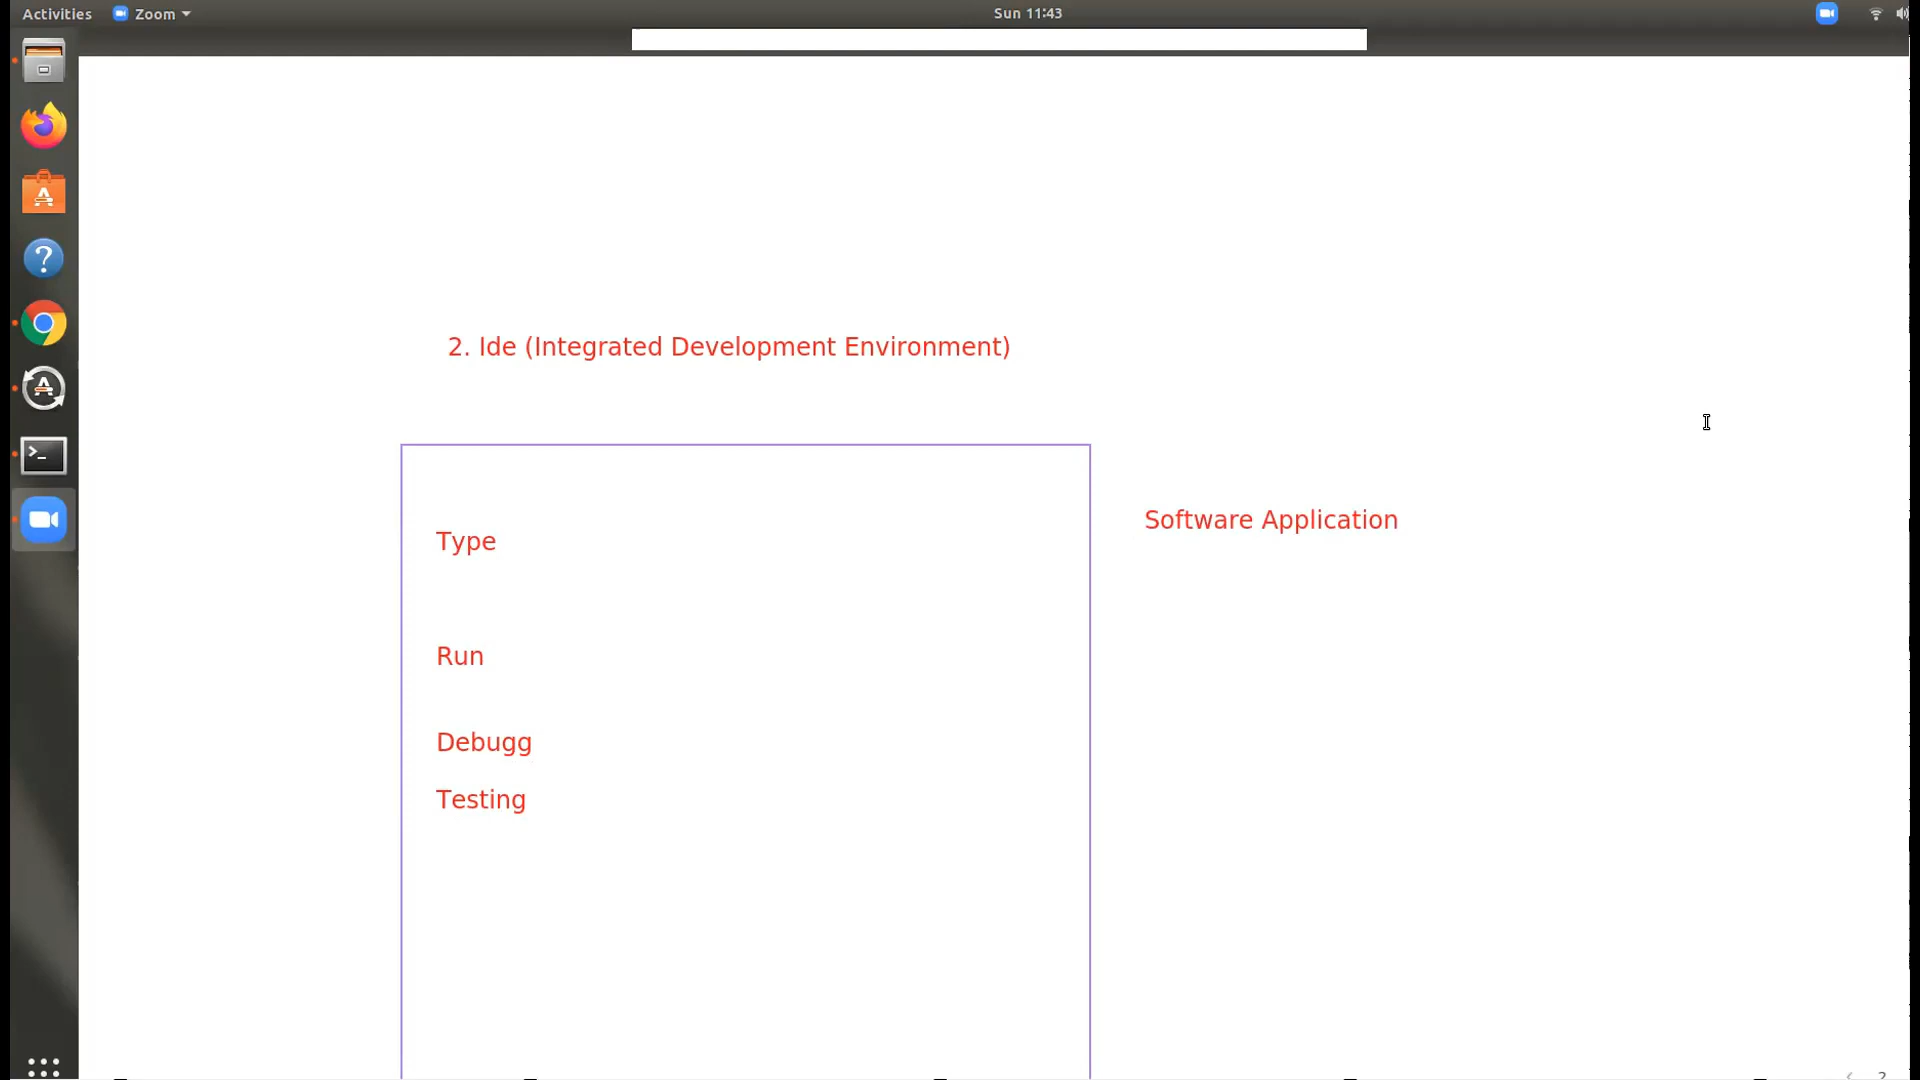 Activities
Zoom
Sun 11:43
2. Ide (Integrated Development Environment)
Software Application
Type
Run
Debugg
Testing